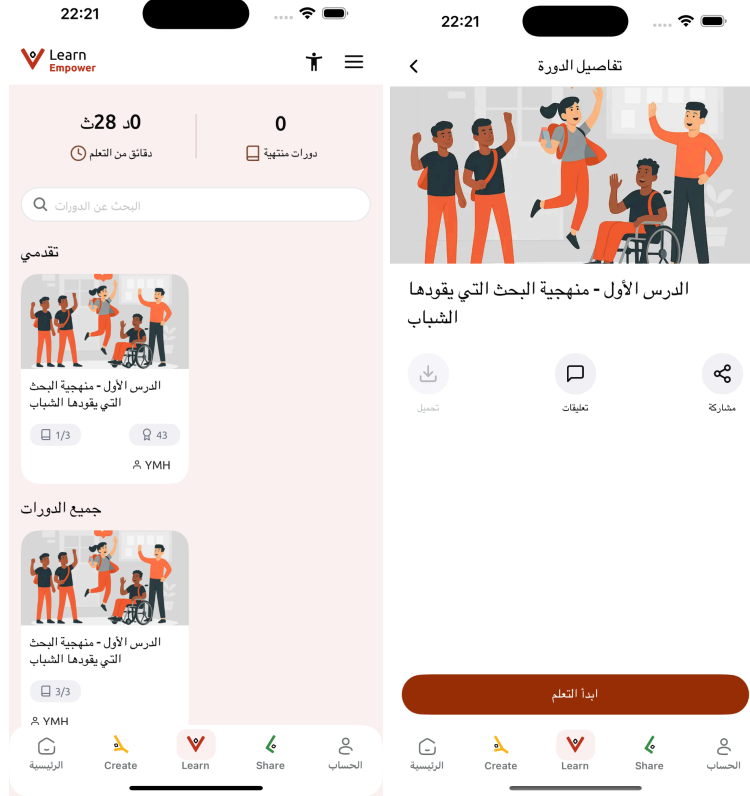 22:21
Learn
Empower
0د 28ث
دقائق من التعلم
0
دورات منتهية
البحث عن الدورات
تقدمي
الدرس الأول - منهجية البحث
التي يقودها الشباب
1/3
43
YMH
جميع الدورات
الدرس الأول - منهجية البحث
التي يقودها الشباب
3/3
YMH
الرئيسية
Create
Learn
Share
الحساب
22:21
تفاصيل الدورة
الدرس الأول - منهجية البحث التي يقودها
الشباب
تحميل
تعليقات
مشاركة
ابدأ التعلم
الرئيسية
Create
Learn
Share
الحساب